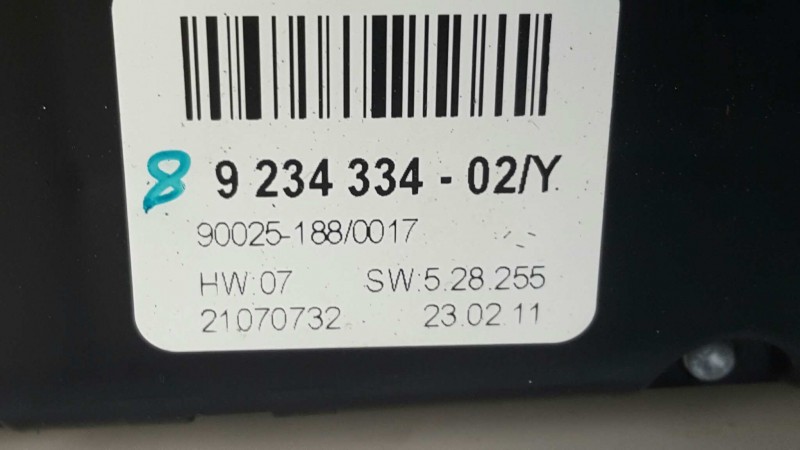 8 9 234 334 - 02/Y
90025-188/0017
HW:07 SW:5.28.255
21070732 23.02.11